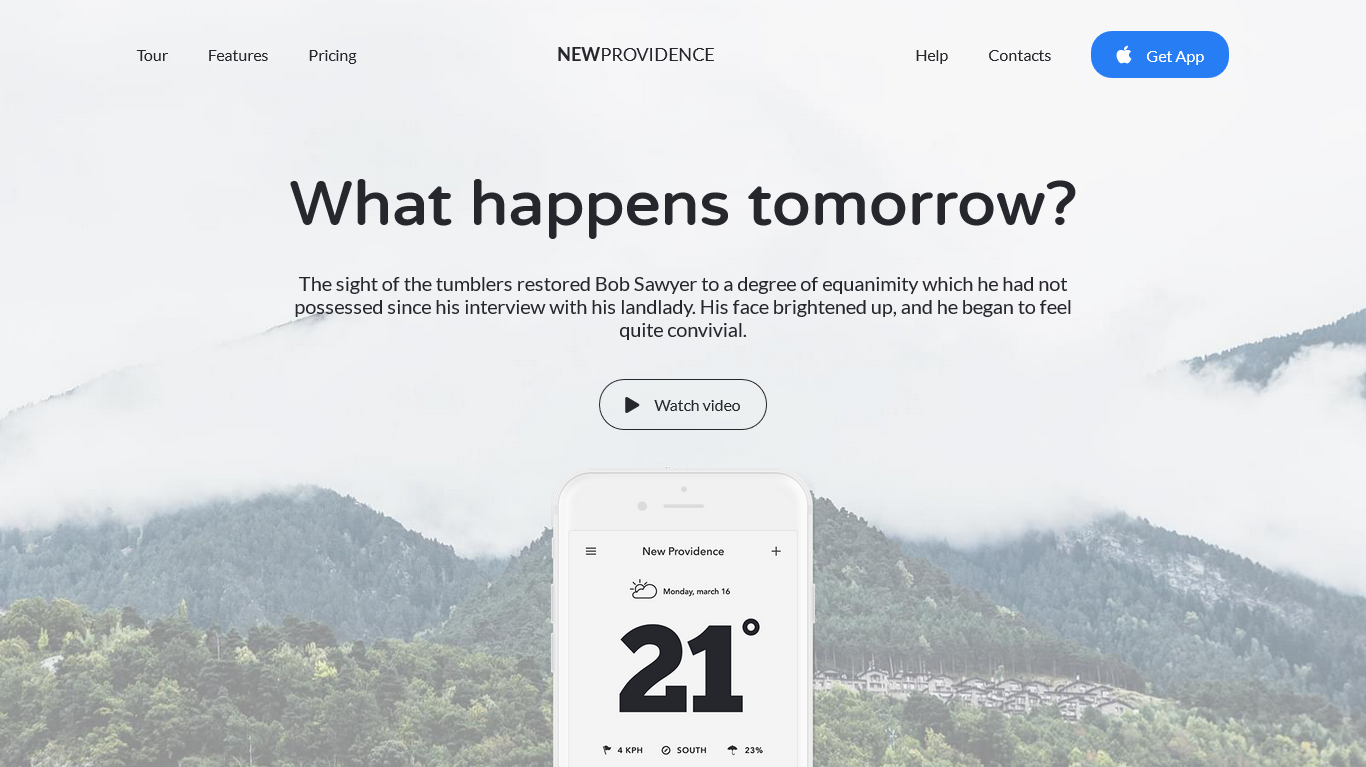 Tour Features Pricing NEWPROVIDENCE Help Contacts Get App
What happens tomorrow?
The sight of the tumblers restored Bob Sawyer to a degree of equanimity which he had not
possessed since his interview with his landlady. His face brightened up, and he began to feel
quite convivial.
Watch video
New Providence
Monday, march 16
21°
4 KPH SOUTH 23%